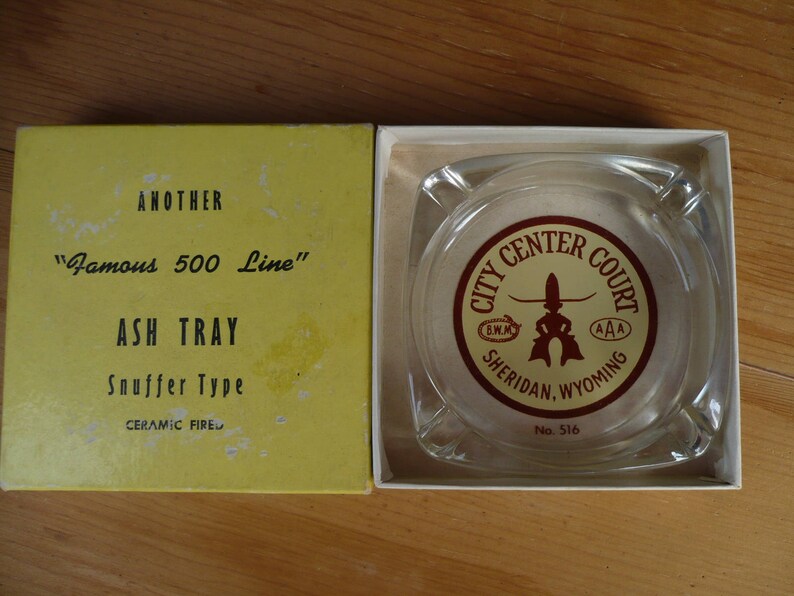 ANOTHER
"Famous 500 Line"
ASH TRAY
Snuffer Type
CERAMIC FIRED
CITY CENTER COURT
B.W.M.
AAA
SHERIDAN, WYOMING
No. 516